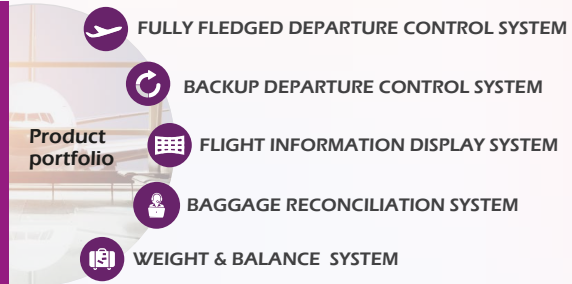 FULLY FLEDGED DEPARTURE CONTROL SYSTEM
BACKUP DEPARTURE CONTROL SYSTEM
Product
portfolio
FLIGHT INFORMATION DISPLAY SYSTEM
BAGGAGE RECONCILIATION SYSTEM
WEIGHT & BALANCE SYSTEM